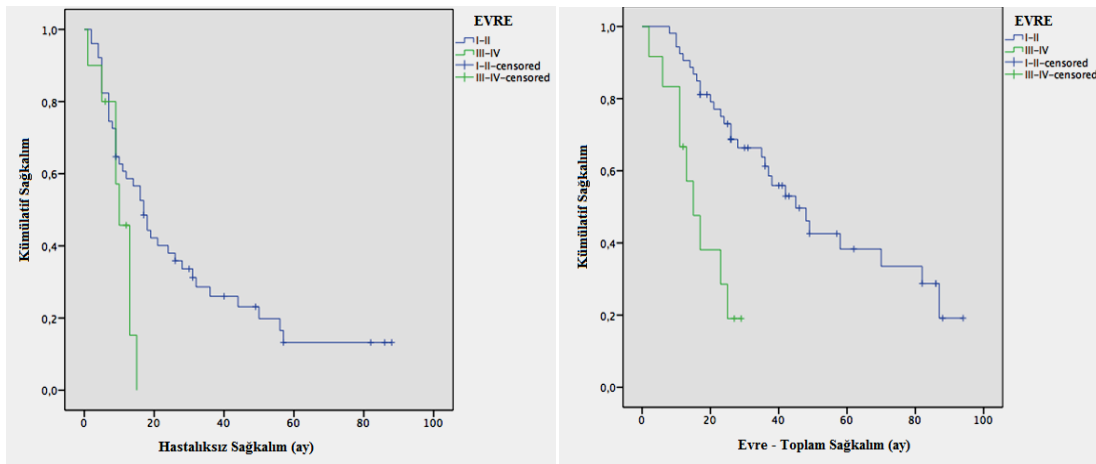 EVRE
I-II
III-IV
I-II-censored
III-IV-censored
Kümülatif Sağkalım
1,0
0,8
0,6
0,4
0,2
0,0
0 20 40 60 80 100
Hastalıksız Sağkalım (ay)
EVRE
I-II
III-IV
I-II-censored
III-IV-censored
Kümülatif Sağkalım
1,0
0,8
0,6
0,4
0,2
0,0
0 20 40 60 80 100
Evre - Toplam Sağkalım (ay)